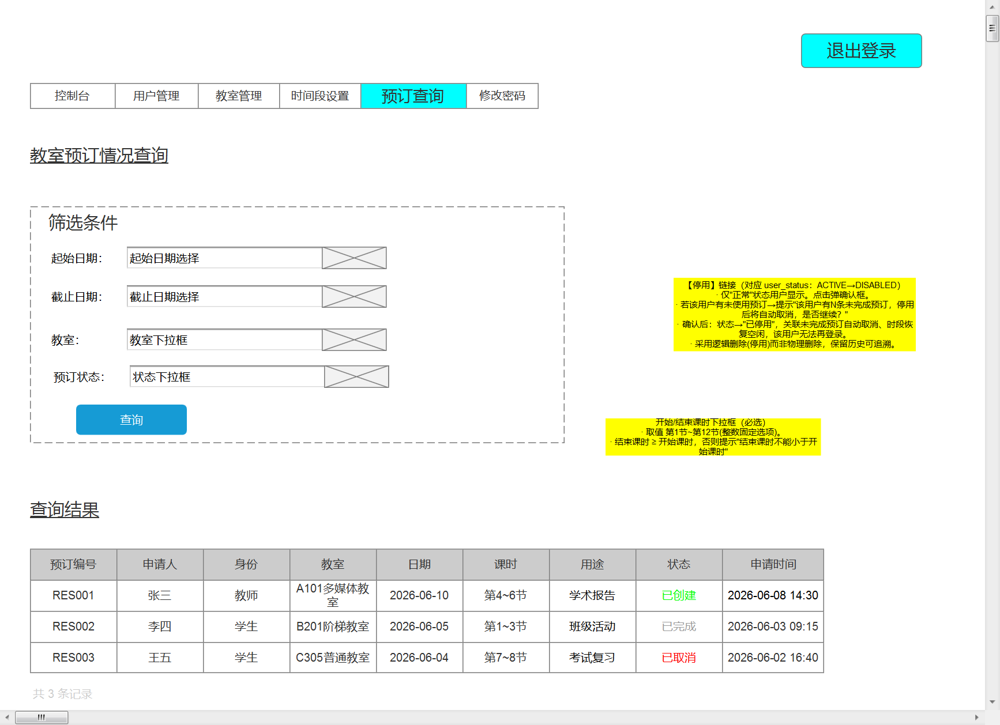 退出登录
控制台 用户管理 教室管理 时间段设置 预订查询 修改密码
教室预订情况查询
筛选条件
起始日期： 起始日期选择
截止日期： 截止日期选择
教室： 教室下拉框
预订状态： 状态下拉框
查询
【停用】链接（对应 user_status：ACTIVE→DISABLED）
· 仅"正常"状态用户显示。点击弹确认框。
· 若该用户有未使用预订→提示"该用户有N条未完成预订，停用
后将自动取消，是否继续？"
· 确认后：状态→"已停用"，关联未完成预订自动取消、时段恢
复空闲，该用户无法再登录。
· 采用逻辑删除(停用)而非物理删除，保留历史可追溯。
开始/结束课时下拉框（必选）
· 取值 第1节~第12节(整数固定选项)。
· 结束课时 ≥ 开始课时，否则提示"结束课时不能小于开
始课时"
查询结果
预订编号 申请人 身份 教室 日期 课时 用途 状态 申请时间
RES001 张三 教师 A101多媒体教室 2026-06-10 第4~6节 学术报告 已创建 2026-06-08 14:30
RES002 李四 学生 B201阶梯教室 2026-06-05 第1~3节 班级活动 已完成 2026-06-03 09:15
RES003 王五 学生 C305普通教室 2026-06-04 第7~8节 考试复习 已取消 2026-06-02 16:40
共 3 条记录